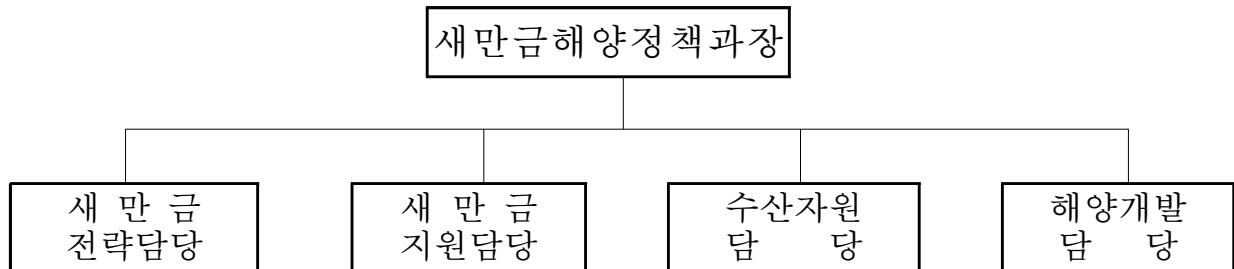 새만금해양정책과장
새 만 금
전략담당
새 만 금
지원담당
수산자원
담 당
해양개발
담 당